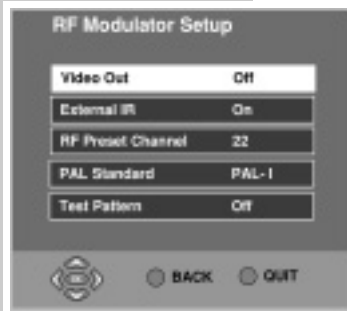 RF Modulator Setup
Video Out Off
External IR On
RF Preset Channel 22
PAL Standard PAL-I
Test Pattern Off
BACK QUIT